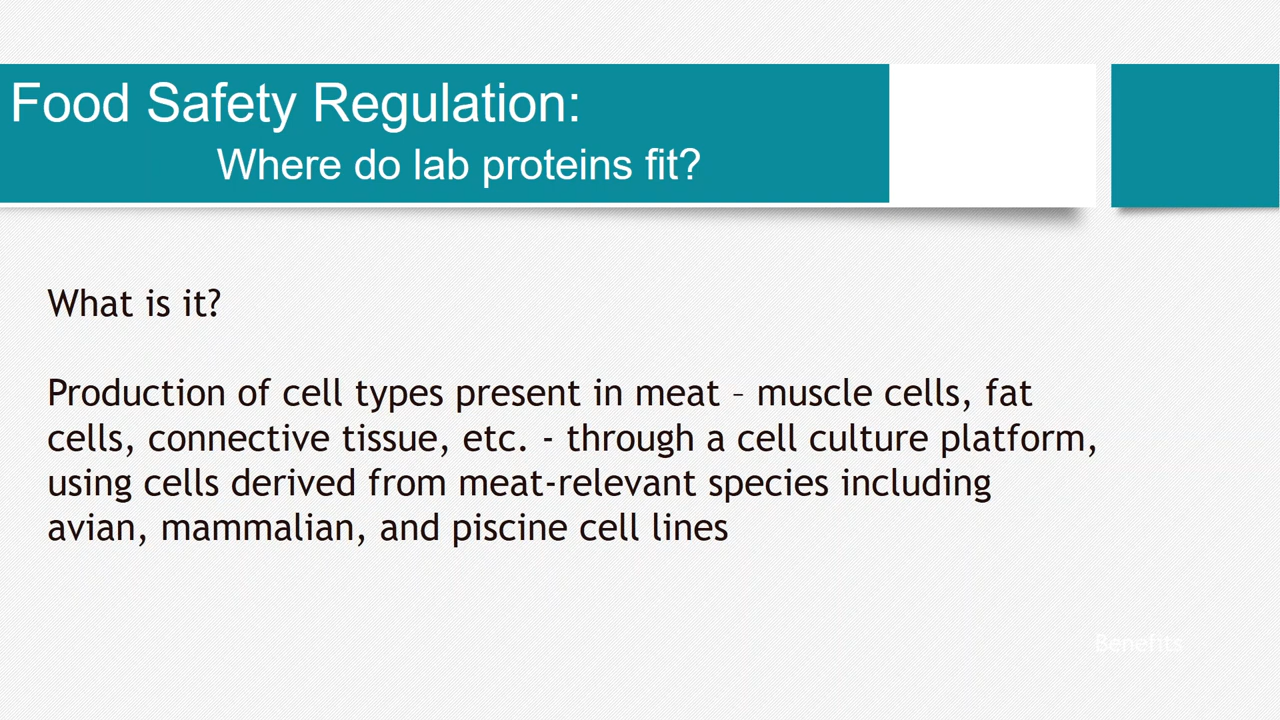 Food Safety Regulation:
Where do lab proteins fit?
What is it?
Production of cell types present in meat – muscle cells, fat
cells, connective tissue, etc. - through a cell culture platform,
using cells derived from meat-relevant species including
avian, mammalian, and piscine cell lines
Benefits